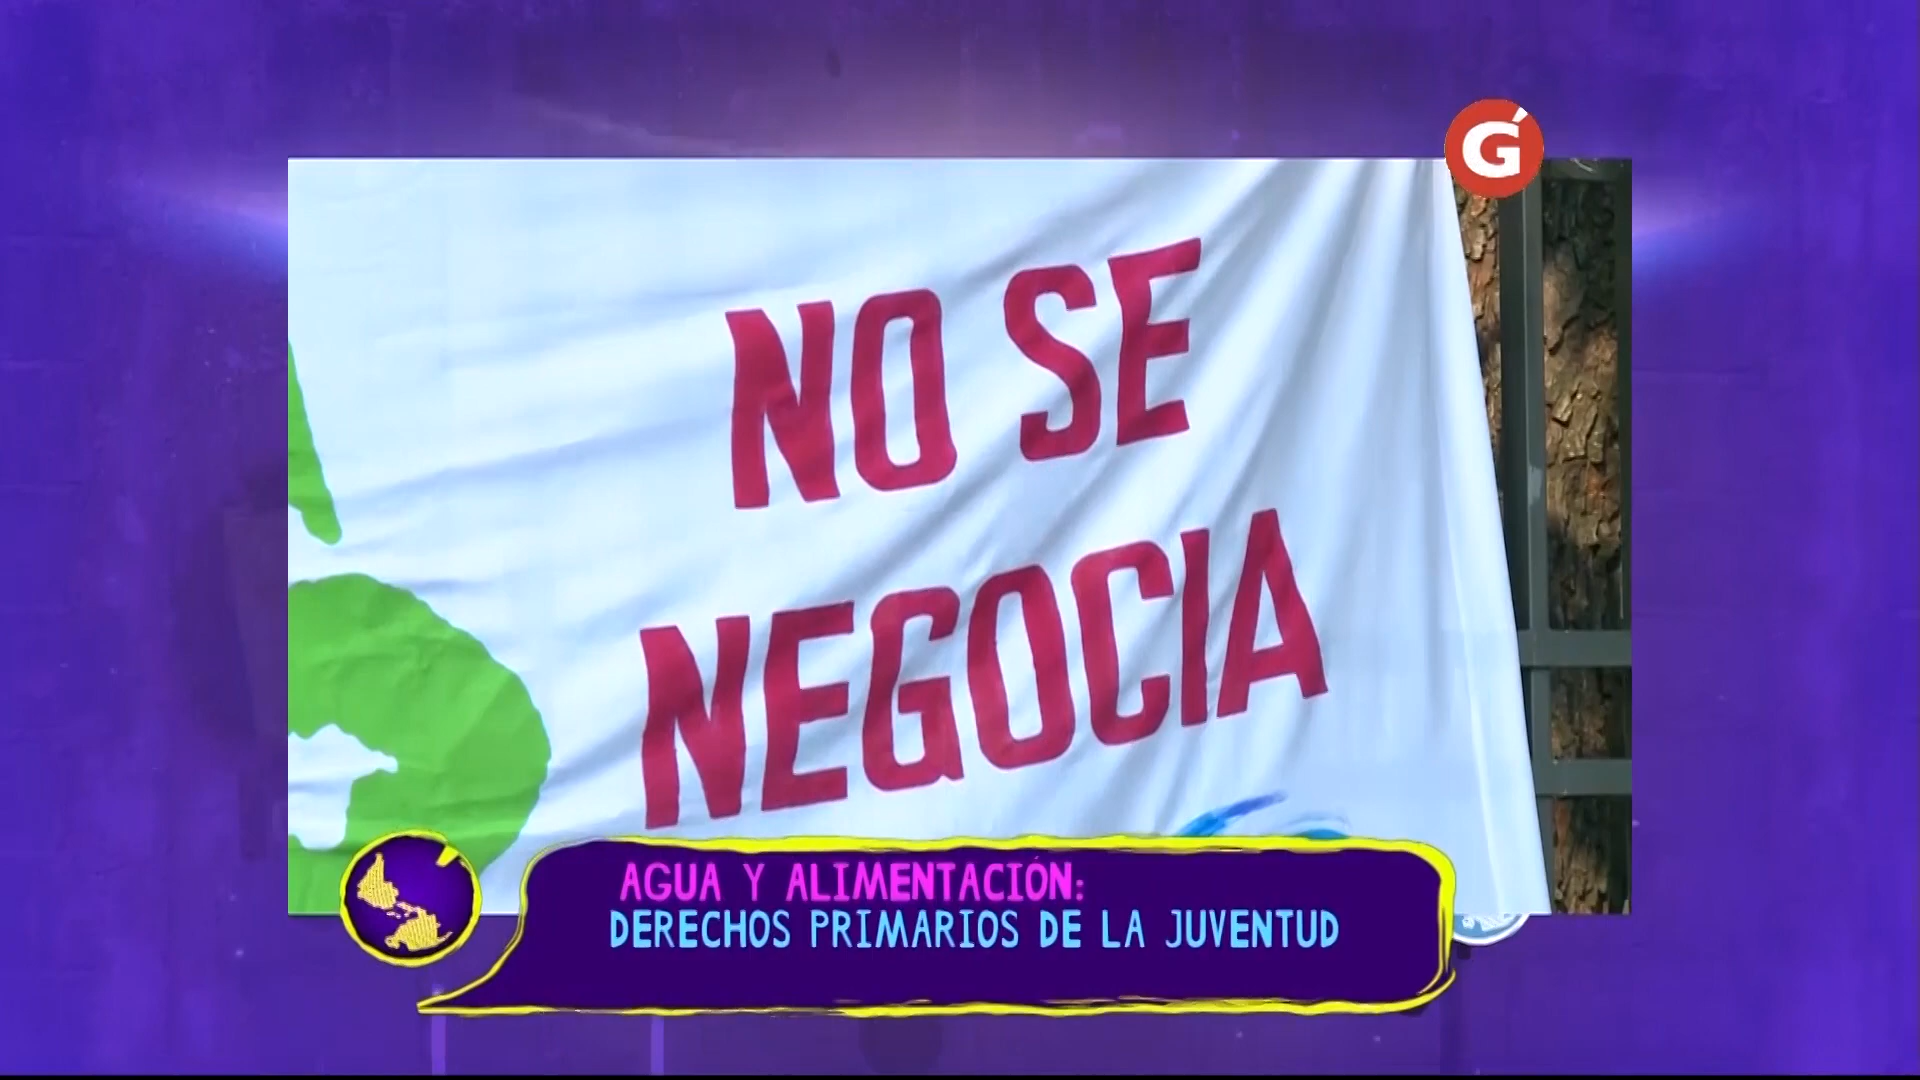 Ǵ
NO SE
NEGOCIA
AGUA Y ALIMENTACIÓN:
DERECHOS PRIMARIOS DE LA JUVENTUD